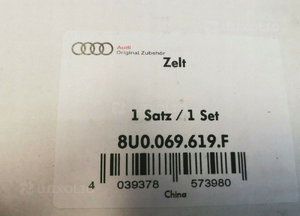 Audi
Original Zubehör
Zelt
1 Satz / 1 Set
8U0.069.619.F
4 039378 573980
China